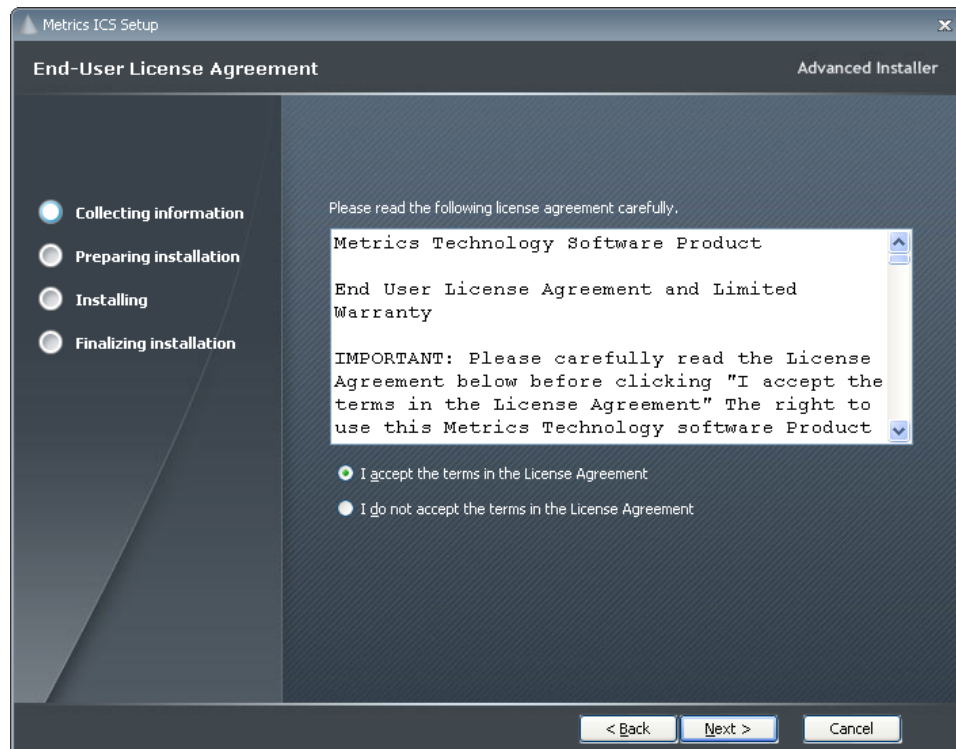 Metrics ICS Setup
End-User License Agreement
Advanced Installer
Collecting information
Preparing installation
Installing
Finalizing installation
Please read the following license agreement carefully.
Metrics Technology Software Product
End User License Agreement and Limited
Warranty
IMPORTANT: Please carefully read the License
Agreement below before clicking "I accept the
terms in the License Agreement" The right to
use this Metrics Technology software Product
I accept the terms in the License Agreement
I do not accept the terms in the License Agreement
< Back
Next >
Cancel